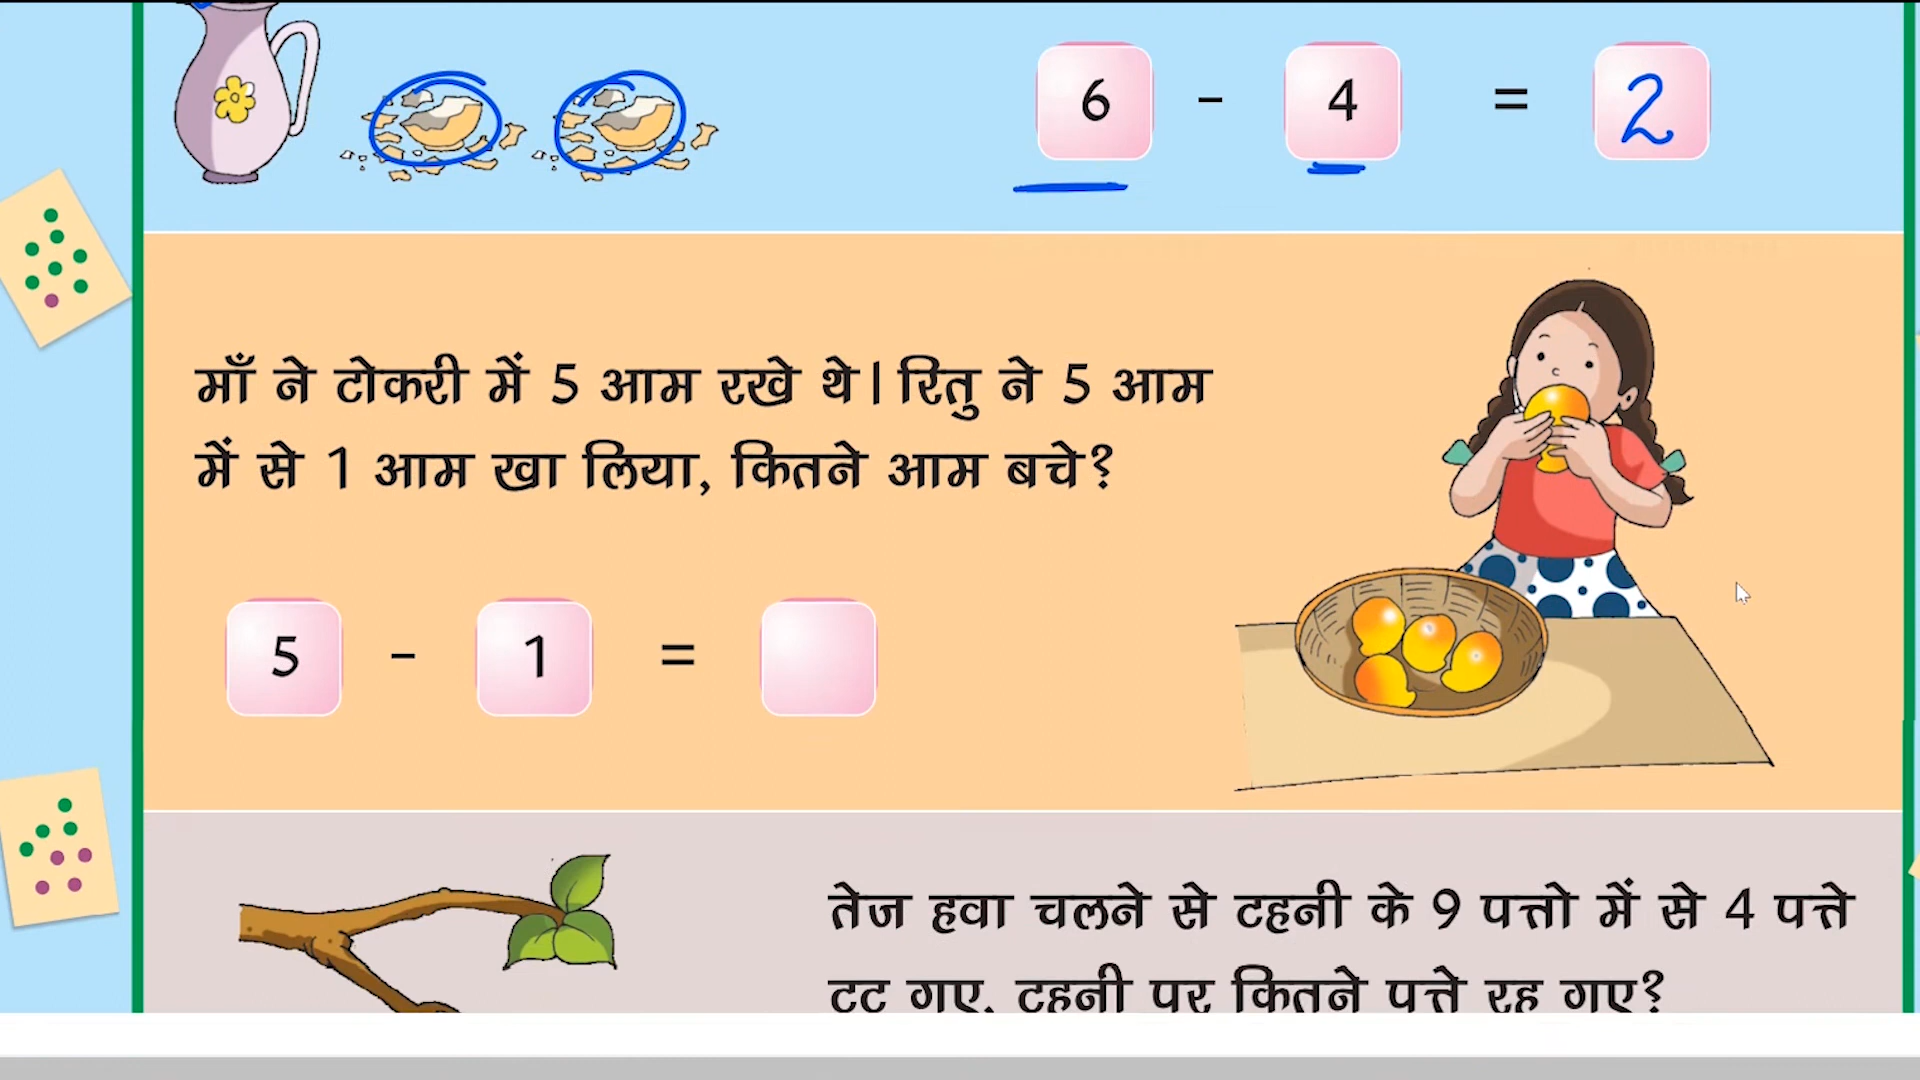 6 - 4 = 2
माँ ने टोकरी में 5 आम रखे थे। रितु ने 5 आम
में से 1 आम खा लिया, कितने आम बचे?
5 - 1 =
तेज हवा चलने से टहनी के 9 पत्तो में से 4 पत्ते
टूट गए, टहनी पर कितने पत्ते रह गए?